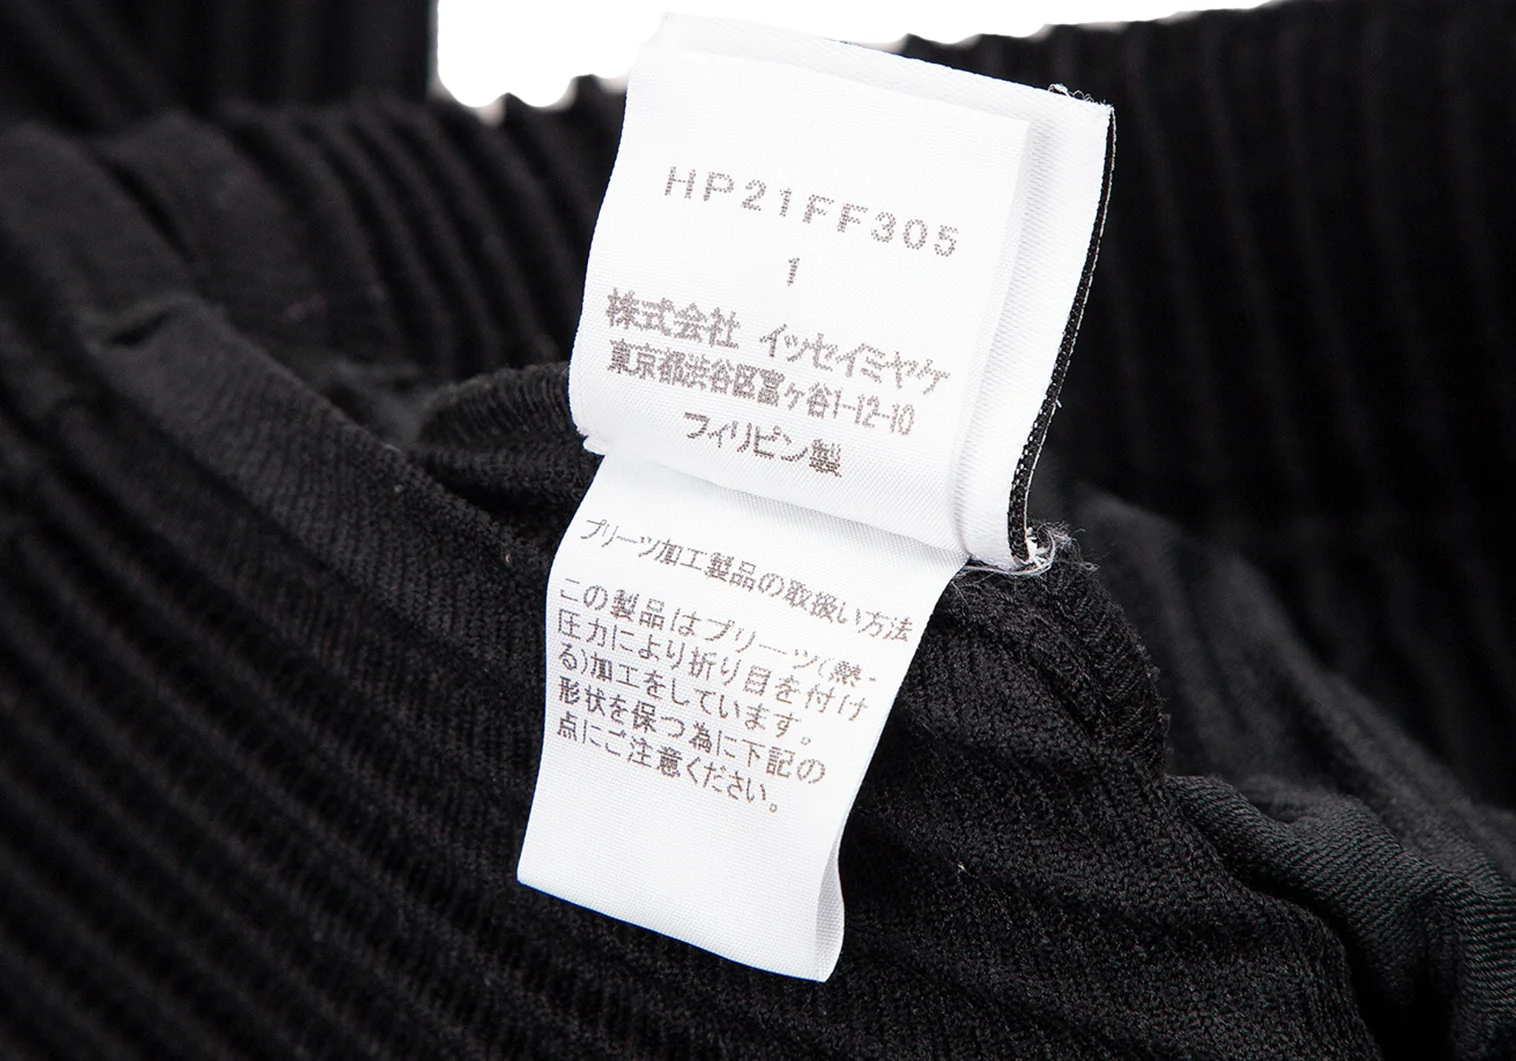 HP21FF305
1
株式会社 イッセイミヤケ
東京都渋谷区富ヶ谷1-12-10
フィリピン製
プリーツ加工製品の取扱い方法
この製品はプリーツ(熱・
圧力により折り目を付け
る)加工をしています。
形状を保つ為に下記の
点にご注意ください。